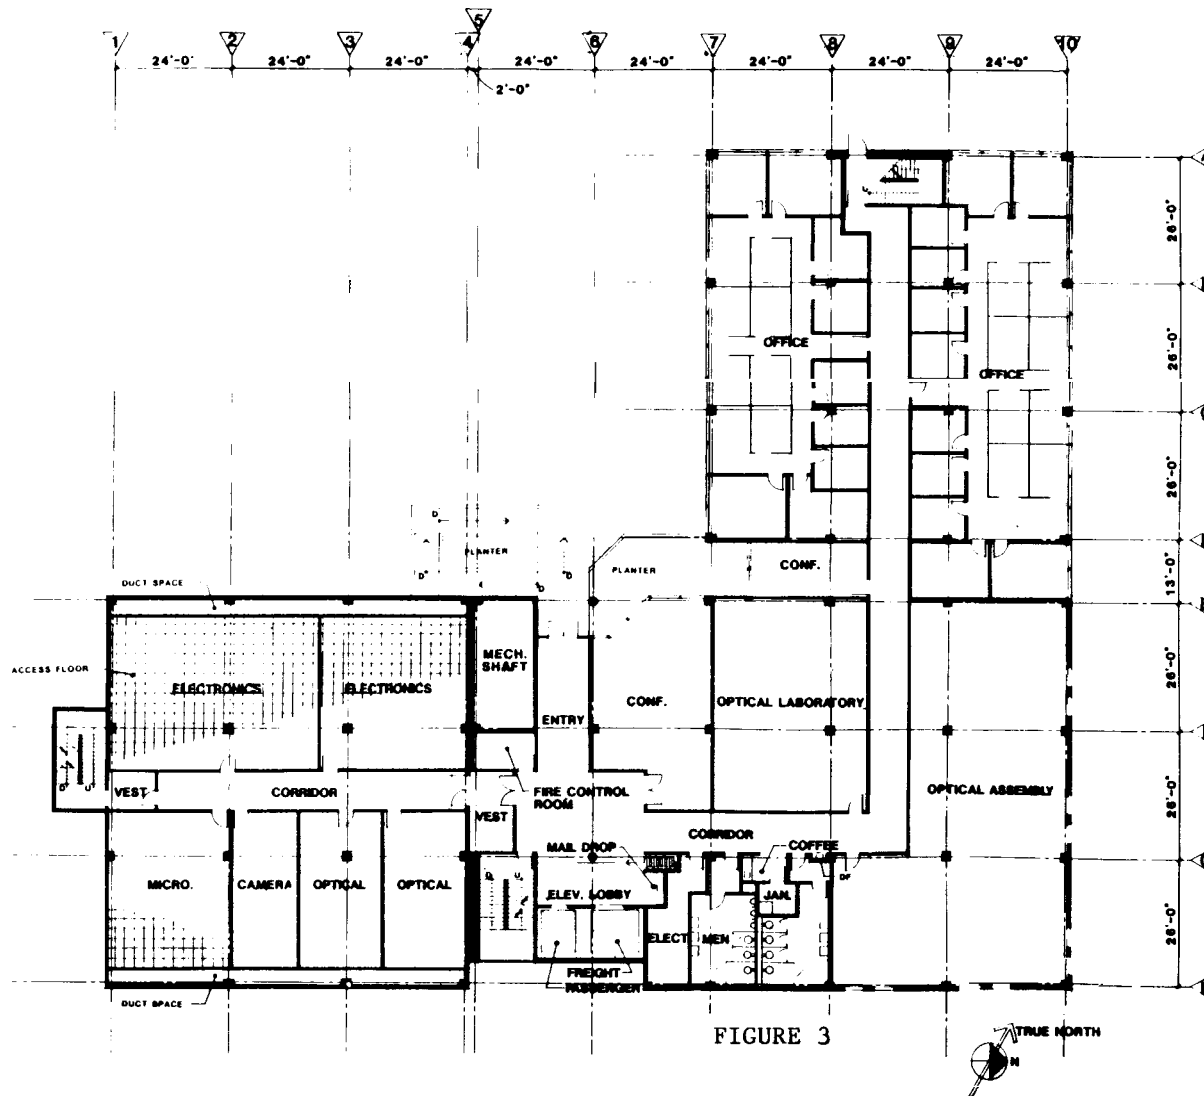 5
1 2 3 4 6 7 8 9 10
24'-0' 24'-0" 24'-0" 24'-0" 24'-0" 24'-0" 24'-0" 24'-0"
2'-0"
26'-0"
OFFICE
26'-0"
OFFICE
26'-0"
D
PLANTER
D D
D
PLANTER
CONF.
13'-0"
DUCT SPACE
ACCESS FLOOR
MECH.
SHAFT
ELECTRONICS
ELECTRONICS
CONF.
OPTICAL LABORATORY
26'-0"
ENTRY
D U
VEST
CORRIDOR
FIRE CONTROL
ROOM
OPTICAL ASSEMBLY
26'-0"
VEST
CORRIDOR
MAIL DROP
COFFEE
MICRO.
CAMERA
OPTICAL
OPTICAL
D U
ELEV. LOBBY
JAN.
DF
ELECT
MEN
26'-0"
FREIGHT
PASSENGER
DUCT SPACE
FIGURE 3
TRUE NORTH
N